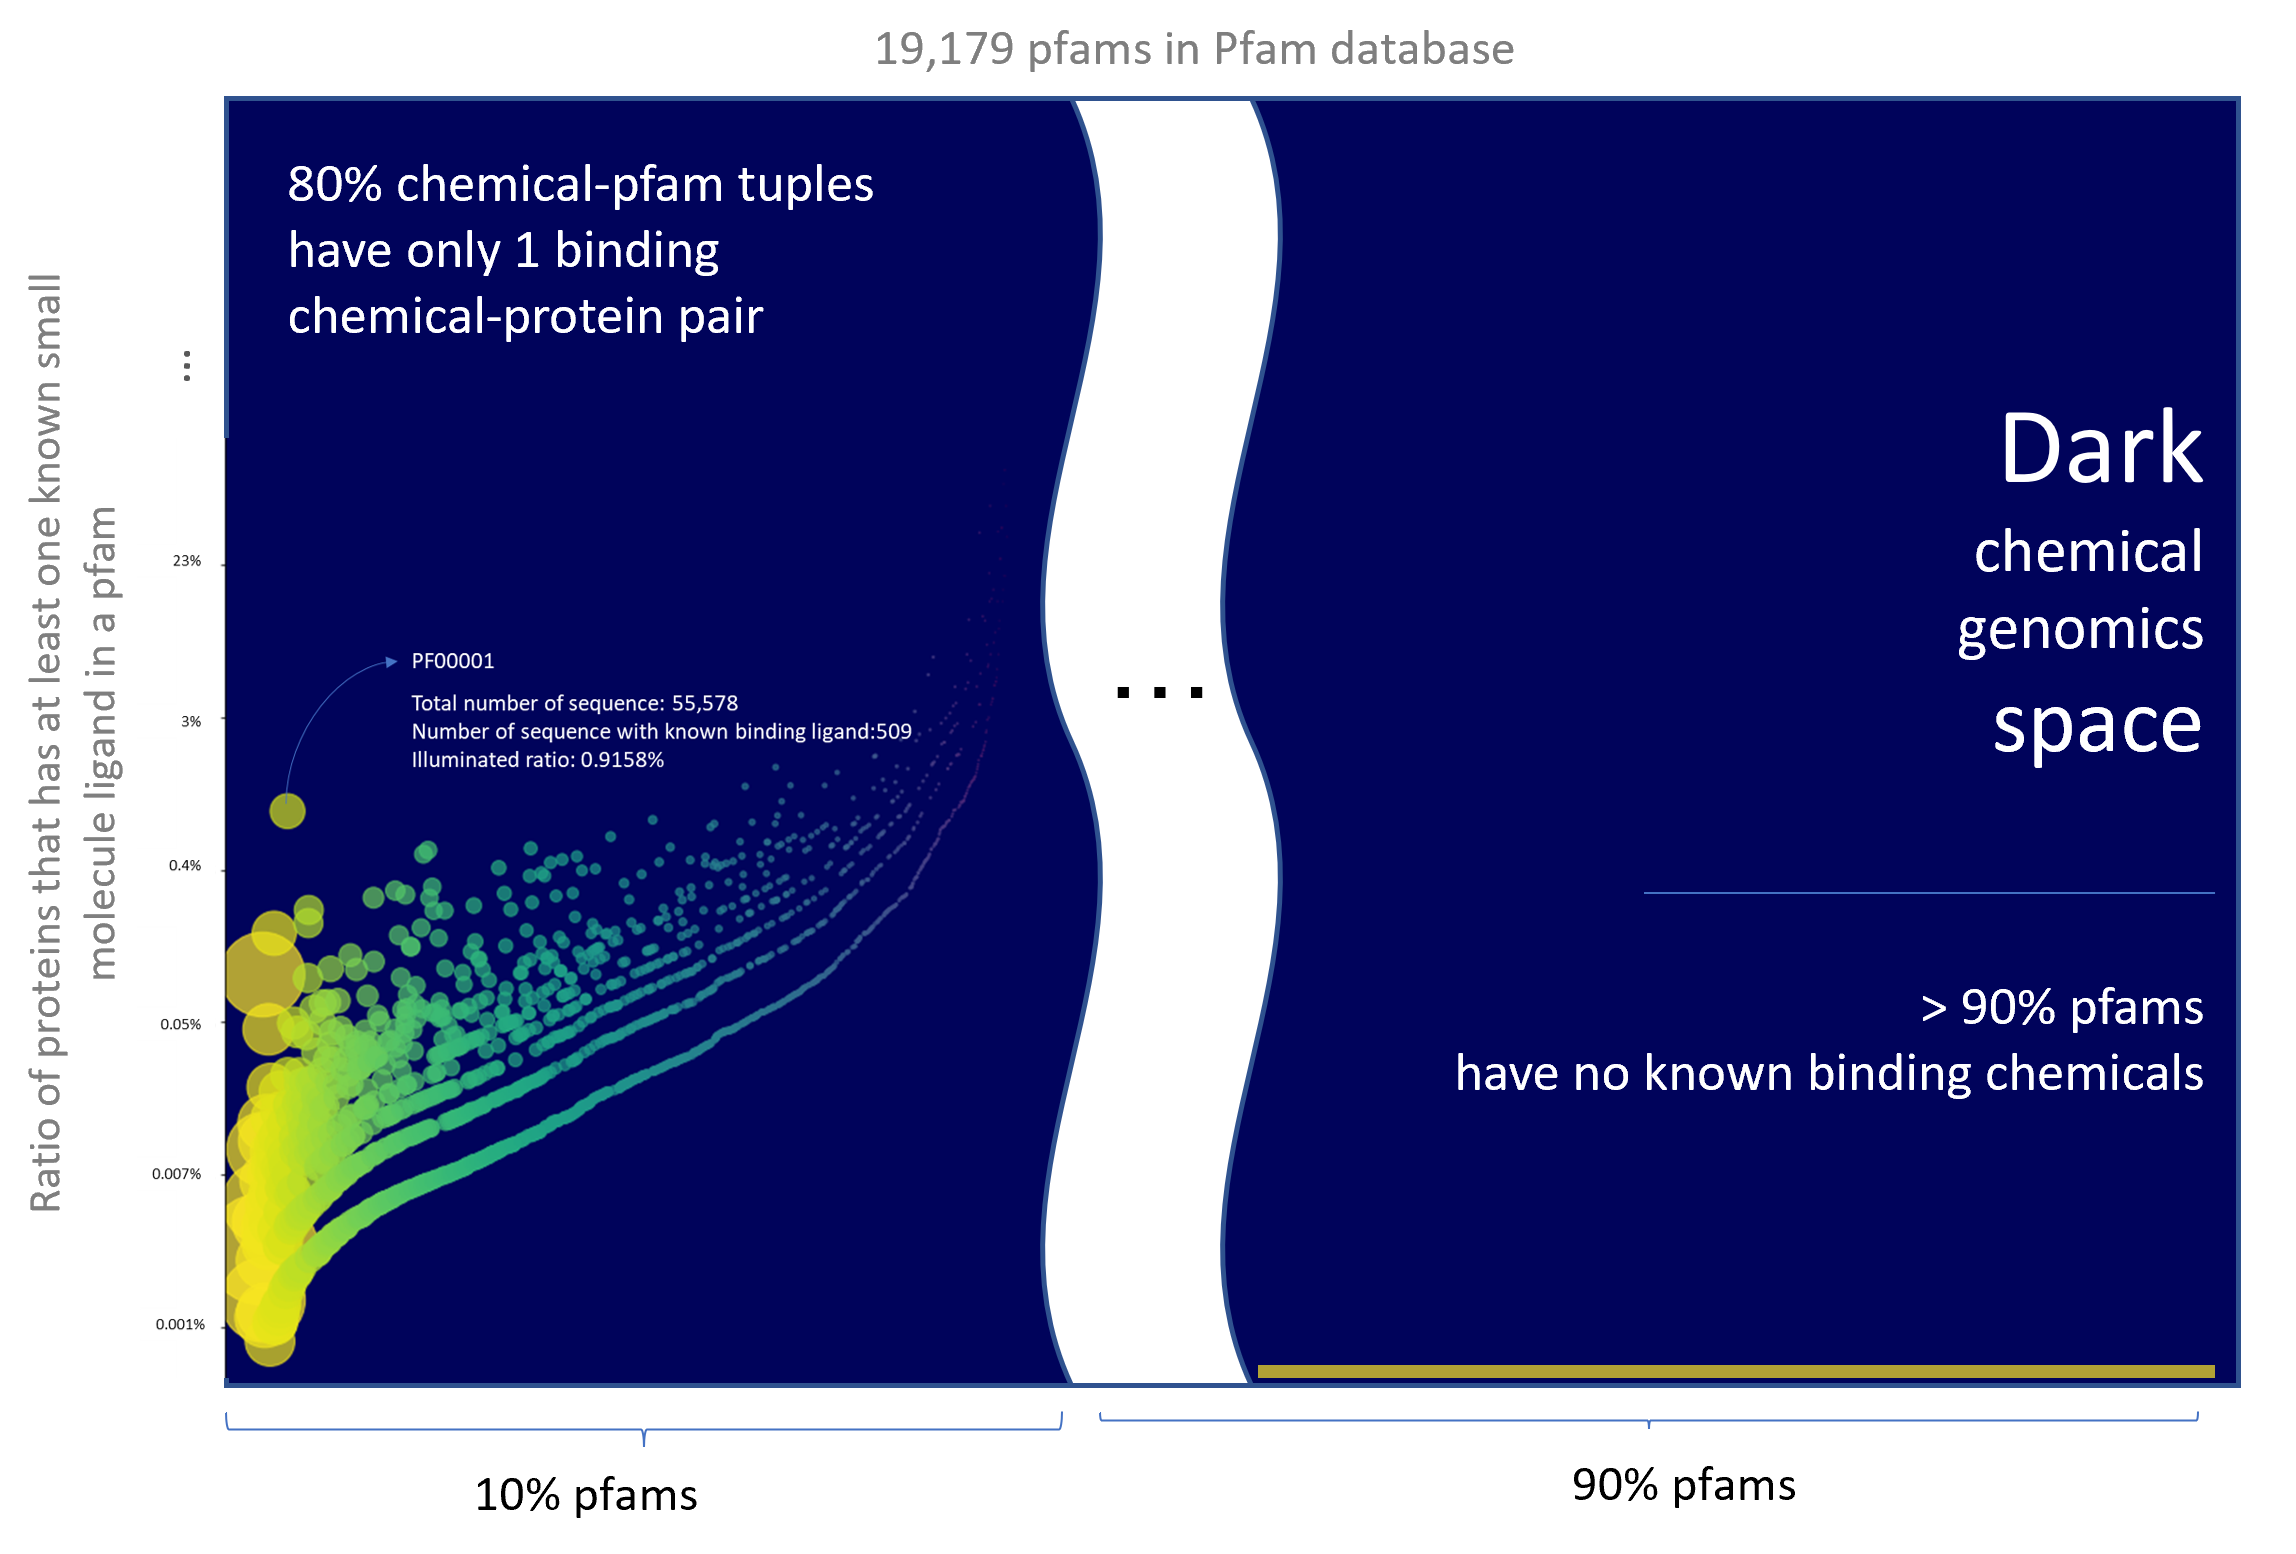 19,179 pfams in Pfam database
80% chemical-pfam tuples
have only 1 binding
chemical-protein pair
Ratio of proteinns that has at least one known small
molecule ligand in a pfam
...
23%
3%
0.4%
0.05%
0.007%
0.001%
PF00001
Total number of sequence: 55,578
Number of sequence with known binding ligand:509
Illuminated ratio: 0.9158%
...
Dark
chemical
genomics
space
> 90% pfams
have no known binding chemicals
10% pfams
90% pfams